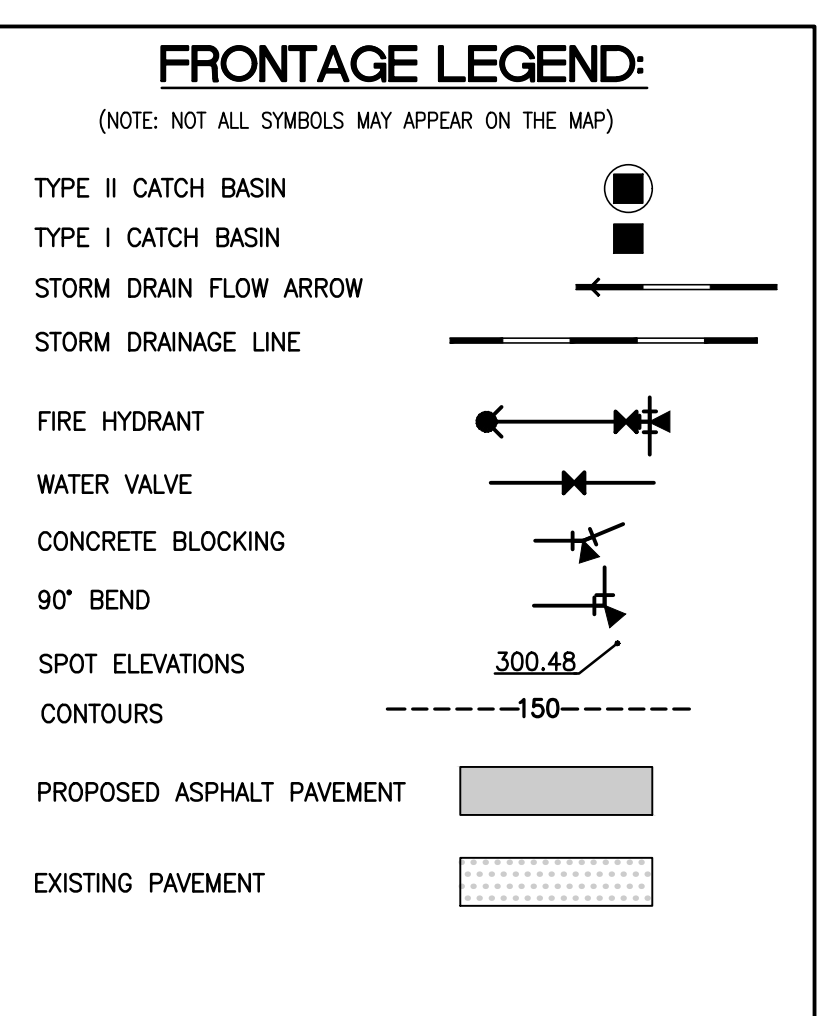 FRONTAGE LEGEND:
(NOTE: NOT ALL SYMBOLS MAY APPEAR ON THE MAP)
TYPE II CATCH BASIN
TYPE I CATCH BASIN
STORM DRAIN FLOW ARROW
STORM DRAINAGE LINE
FIRE HYDRANT
WATER VALVE
CONCRETE BLOCKING
90° BEND
SPOT ELEVATIONS 300.48
CONTOURS 150
PROPOSED ASPHALT PAVEMENT
EXISTING PAVEMENT